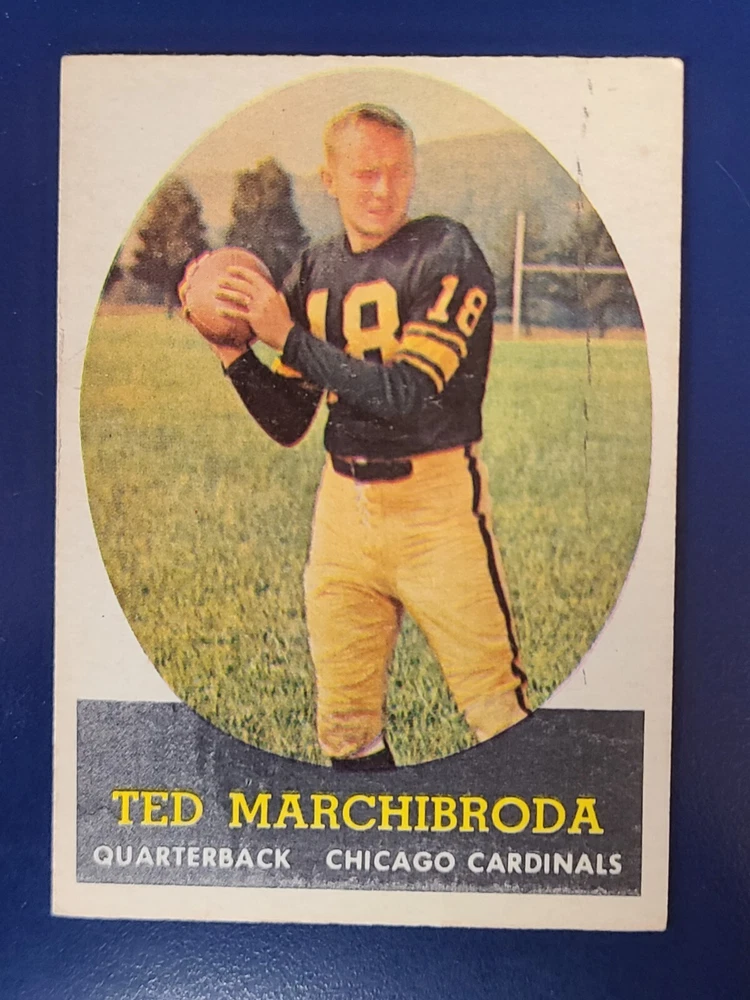 18
18
TED MARCHIBRODA
QUARTERBACK CHICAGO CARDINALS